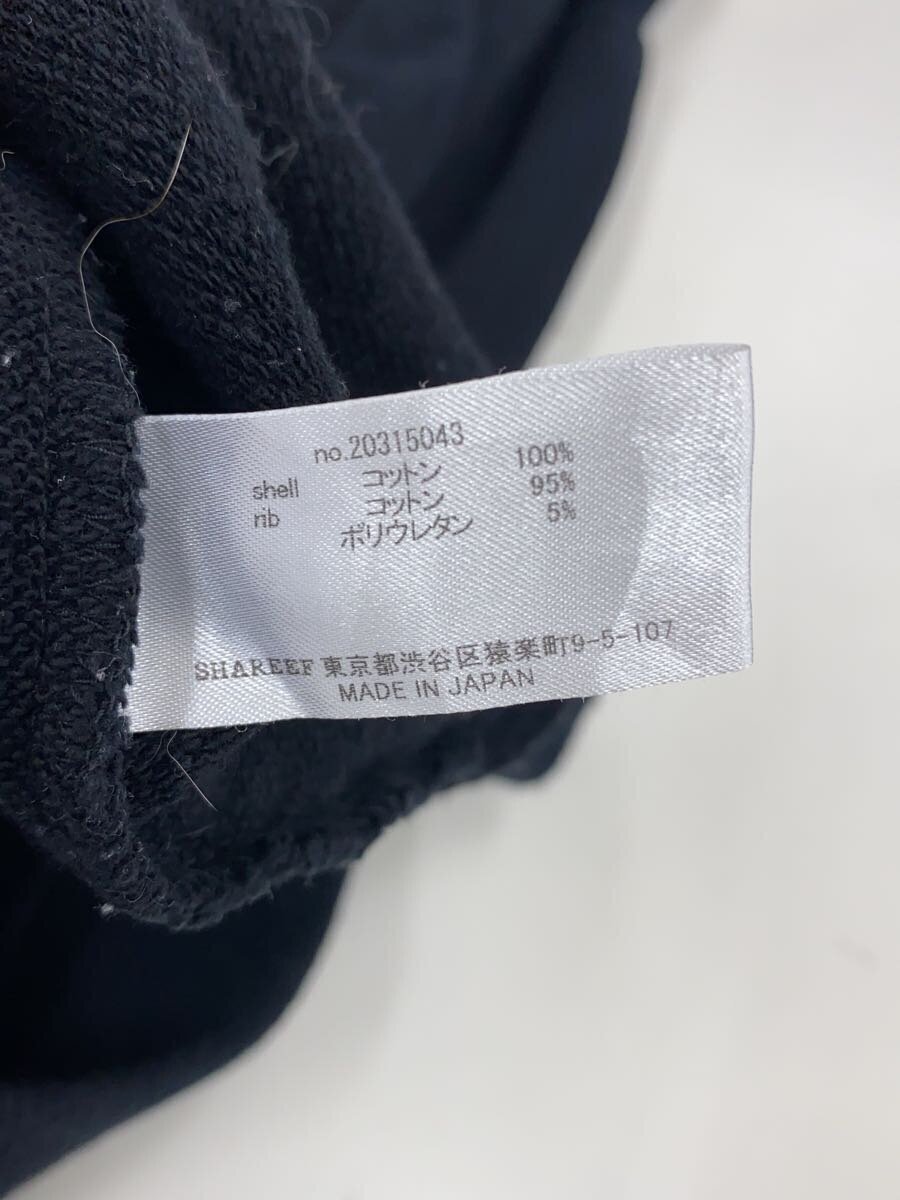 no.20315043
shell コットン 100%
rib コットン 95%
ポリウレタン 5%
SHAREEF 東京都渋谷区猿楽町9-5-107
MADE IN JAPAN